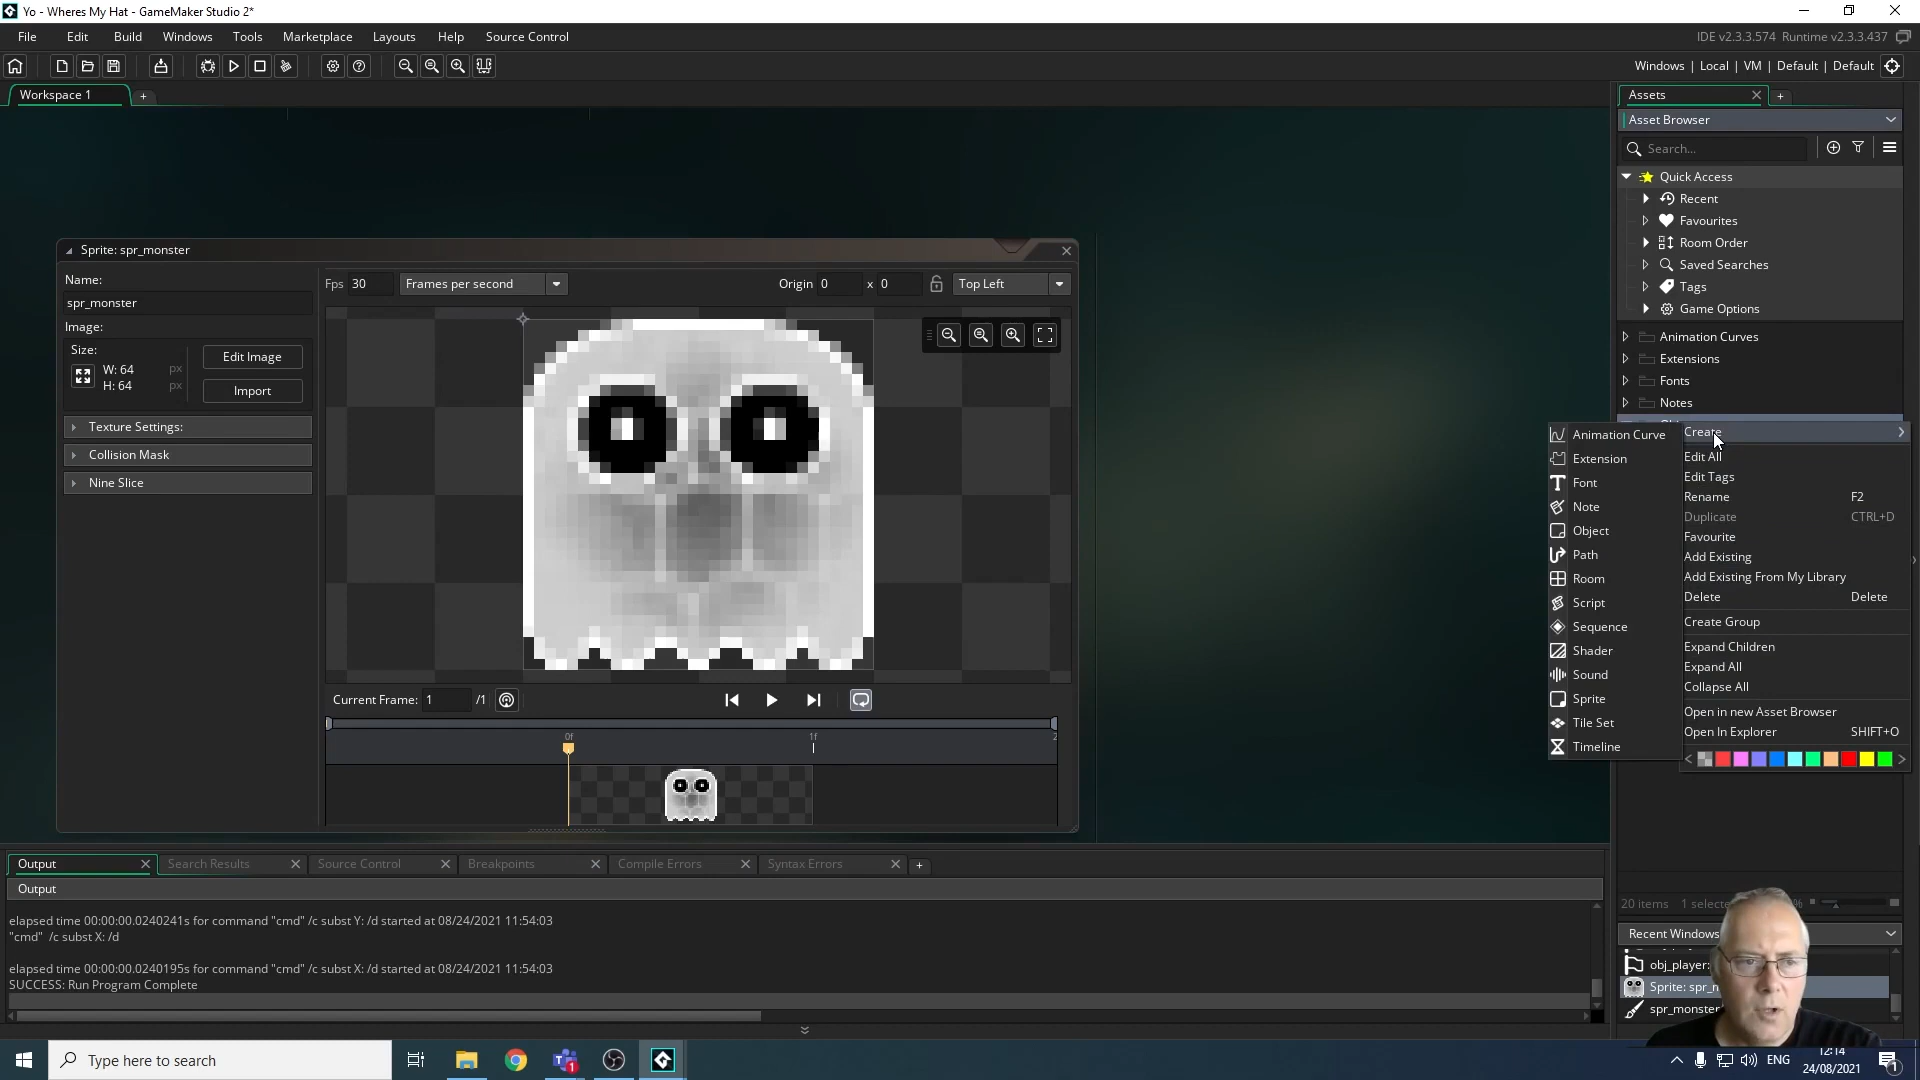 Yo - Wheres My Hat - GameMaker Studio 2*
File Edit Build Windows Tools Marketplace Layouts Help Source Control
IDE v2.3.3.574 Runtime v2.3.3.437
Windows | Local | VM | Default | Default
Workspace 1
Assets
Asset Browser
Search...
Quick Access
Recent
Favourites
Room Order
Saved Searches
Tags
Game Options
Animation Curves
Extensions
Fonts
Notes
Sprite: spr_monster
Name:
spr_monster
Image:
Size:
W: 64 px
H: 64 px
Edit Image
Import
Texture Settings:
Collision Mask
Nine Slice
Fps 30 Frames per second
Origin 0 x 0 Top Left
Current Frame: 1 /1
0f 1f 2
Animation Curve
Extension
Font
Note
Object
Path
Room
Script
Sequence
Shader
Sound
Sprite
Tile Set
Timeline
Create
Edit All
Edit Tags
Rename F2
Duplicate CTRL+D
Favourite
Add Existing
Add Existing From My Library
Delete Delete
Create Group
Expand Children
Expand All
Collapse All
Open in new Asset Browser
Open In Explorer SHIFT+O
Output Search Results Source Control Breakpoints Compile Errors Syntax Errors
Output
elapsed time 00:00:00.0240241s for command "cmd" /c subst Y: /d started at 08/24/2021 11:54:03
"cmd" /c subst X: /d
elapsed time 00:00:00.0240195s for command "cmd" /c subst X: /d started at 08/24/2021 11:54:03
SUCCESS: Run Program Complete
20 items 1 selecte %
Recent Windows
obj_player:
Sprite: spr_m
spr_monster
Type here to search
ENG
12:14
24/08/2021